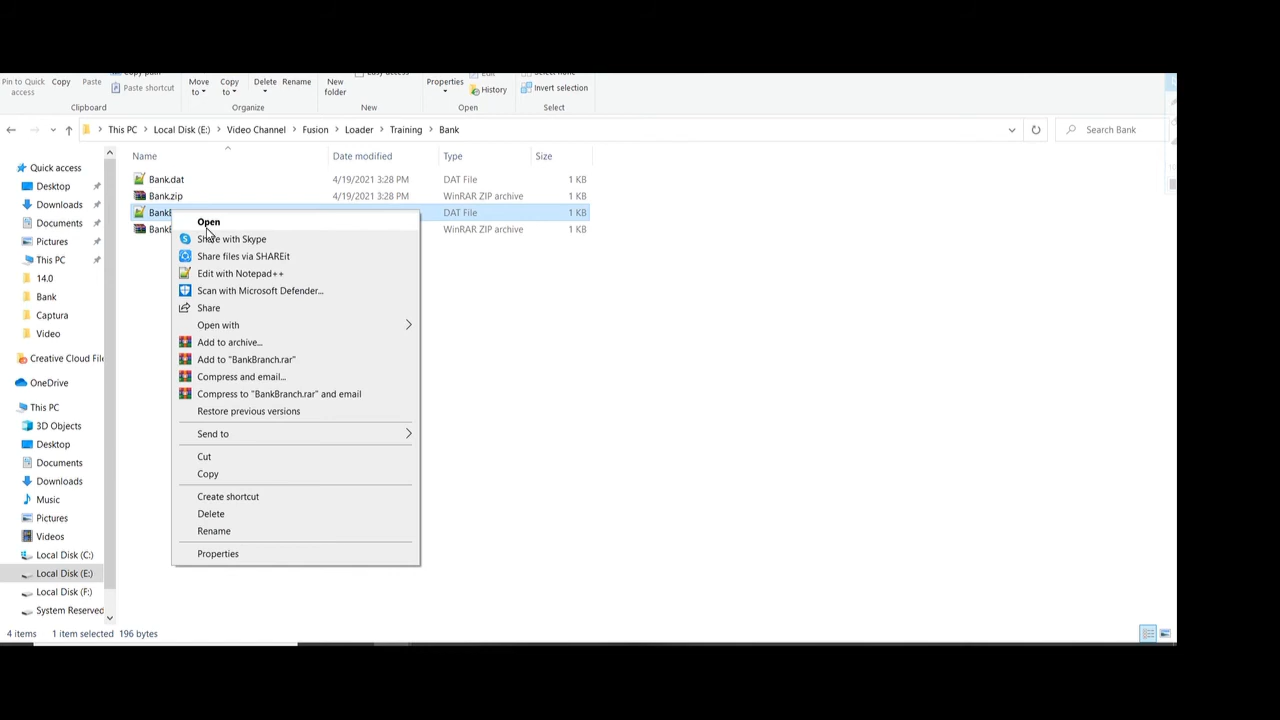 Pin to Quick access
Copy
Paste
Copy path
Paste shortcut
Clipboard
Move to
Copy to
Delete
Rename
Organize
New folder
Easy access
New
Properties
Edit
History
Open
Select none
Invert selection
Select
This PC > Local Disk (E:) > Video Channel > Fusion > Loader > Training > Bank
Search Bank
Name Date modified Type Size
Bank.dat 4/19/2021 3:28 PM DAT File 1 KB
Bank.zip 4/19/2021 3:28 PM WinRAR ZIP archive 1 KB
BankB DAT File 1 KB
BankB WinRAR ZIP archive 1 KB
Open
Share with Skype
Share files via SHAREit
Edit with Notepad++
Scan with Microsoft Defender...
Share
Open with
Add to archive...
Add to "BankBranch.rar"
Compress and email...
Compress to "BankBranch.rar" and email
Restore previous versions
Send to
Cut
Copy
Create shortcut
Delete
Rename
Properties
Quick access
Desktop
Downloads
Documents
Pictures
This PC
14.0
Bank
Captura
Video
Creative Cloud File
OneDrive
This PC
3D Objects
Desktop
Documents
Downloads
Music
Pictures
Videos
Local Disk (C:)
Local Disk (E:)
Local Disk (F:)
System Reserved
4 items 1 item selected 196 bytes